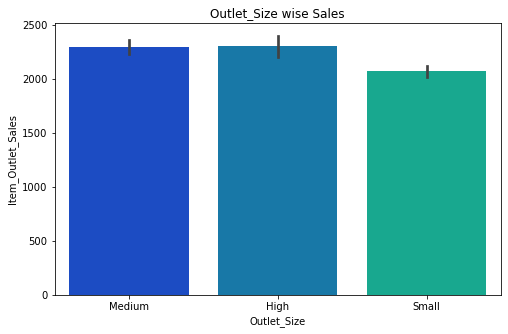 Outlet_Size wise Sales
Item_Outlet_Sales
2500
2000
1500
1000
500
0
Medium
High
Small
Outlet_Size